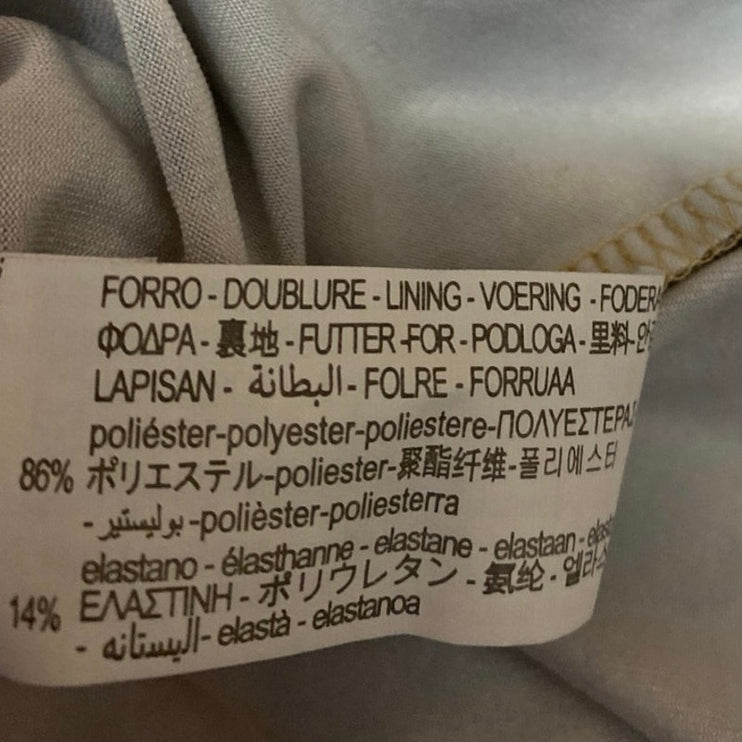 FORRO - DOUBLURE - LINING - VOERING - FODERA
ΦΟΔΡΑ - 裏地 - FUTTER - FOR - PODLOGA - 里料 -
LAPISAN - البطانة - FOLRE - FORRUAA
poliéster-polyester-poliestere-ΠΟΛΥΕΣΤΕΡΑΣ
86% ポリエステル-poliester-聚酯纤维-폴리에스터
- بوليستير -polièster-poliesterra
elastano - élasthanne - elastane - elastaan -
14% ΕΛΑΣΤΙΝΗ - ポリウレタン - 氨纶 -
- اليستانه - elastà - elastanoa